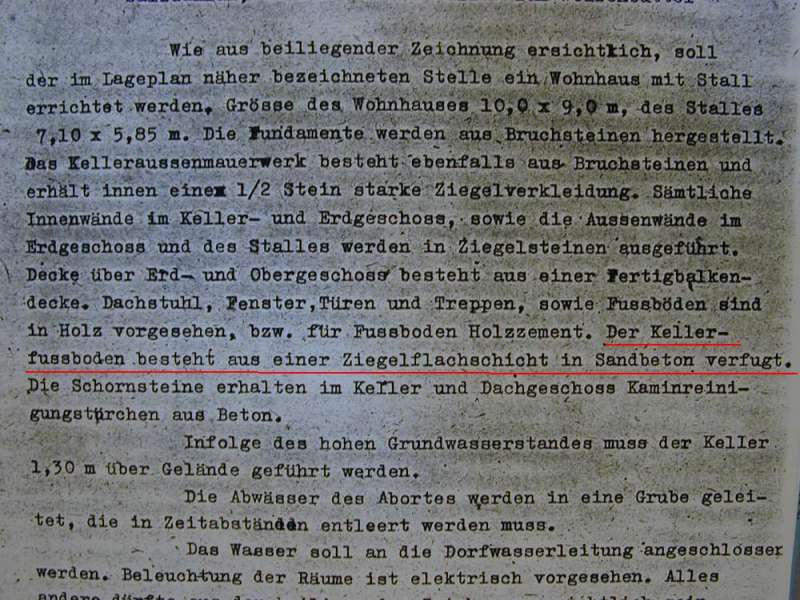 Wie aus beiliegender Zeichnung ersichtlich, soll
der im Lageplan näher bezeichneten Stelle ein Wohnhaus mit Stall
errichtet werden. Grösse des Wohnhauses 10,0 x 9,0 m, des Stalles
7,10 x 5,85 m. Die Fundamente werden aus Bruchsteinen hergestellt.
Das Kelleraussenmauerwerk besteht ebenfalls aus Bruchsteinen und
erhält innen eine 1/2 Stein starke Ziegelverkleidung. Sämtliche
Innenwände im Keller- und Erdgeschoss, sowie die Aussenwände im
Erdgeschoss und des Stalles werden in Ziegelsteinen ausgeführt.
Decke über Erd- und Obergeschoss besteht aus einer Fertigbalken-
decke. Dachstuhl, Fenster,Türen und Treppen, sowie Fussböden sind
in Holz vorgesehen, bzw. für Fussboden Holzzement. Der Keller-
fussboden besteht aus einer Ziegelflachschicht in Sandbeton verfugt.
Die Schornsteine erhalten im Keller und Dachgeschoss Kaminreini-
gungstürchen aus Beton.
Infolge des hohen Grundwasserstandes muss der Keller
1,30 m über Gelände geführt werden.
Die Abwässer des Abortes werden in eine Grube gelei-
tet, die in Zeitabständen entleert werden muss.
Das Wasser soll an die Dorfwasserleitung angeschlossen
werden. Beleuchtung der Räume ist elektrisch vorgesehen. Alles
andere dürfte aus